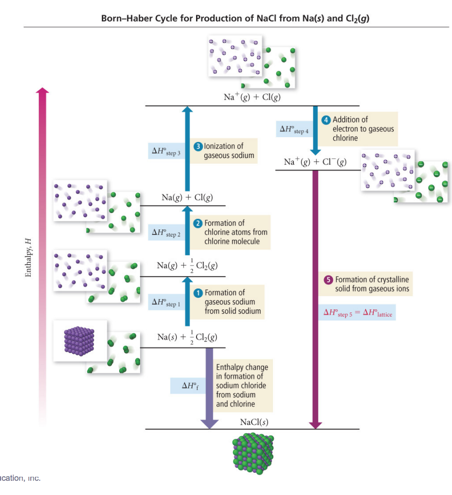 Born–Haber Cycle for Production of NaCl from Na(s) and Cl₂(g)
Na⁺(g) + Cl(g)
④ Addition of
electron to gaseous
chlorine
ΔH°step 4
③ Ionization of
gaseous sodium
ΔH°step 3
Na⁺(g) + Cl⁻(g)
Na(g) + Cl(g)
② Formation of
chlorine atoms from
chlorine molecule
ΔH°step 2
Enthalpy, H
Na(g) + ½ Cl₂(g)
① Formation of
gaseous sodium
from solid sodium
ΔH°step 1
⑤ Formation of crystalline
solid from gaseous ions
ΔH°step 5 = ΔH°lattice
Na(s) + ½ Cl₂(g)
Enthalpy change
in formation of
sodium chloride
from sodium
and chlorine
ΔH°f
NaCl(s)
cation, Inc.